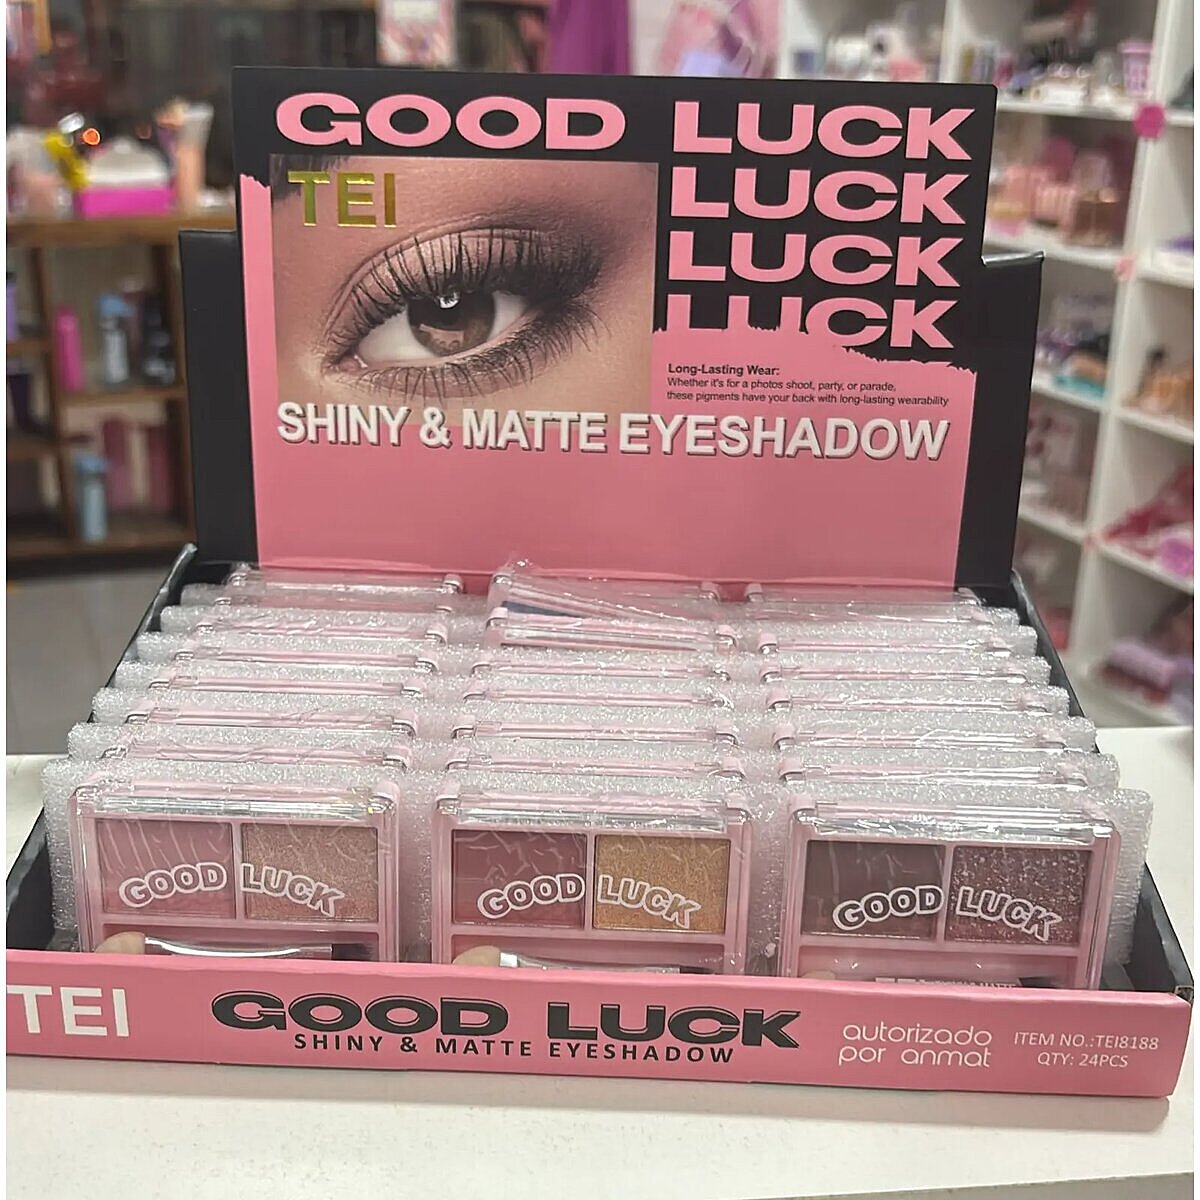 GOOD LUCK
TEI
LUCK
LUCK
LUCK
Long-Lasting Wear:
Whether it's for a photos shoot, party, or parade,
these pigments have your back with long-lasting wearability
SHINY & MATTE EYESHADOW
GOOD LUCK
GOOD LUCK
GOOD LUCK
TEI
GOOD LUCK
SHINY & MATTE EYESHADOW
autorizado
por anmat
ITEM NO.:TEI8188
QTY: 24PCS